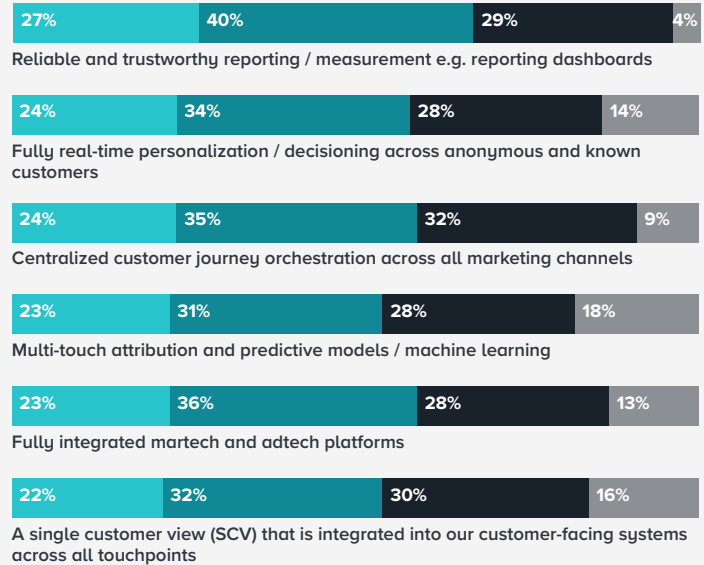 27% 40% 29% 4%
Reliable and trustworthy reporting / measurement e.g. reporting dashboards
24% 34% 28% 14%
Fully real-time personalization / decisioning across anonymous and known
customers
24% 35% 32% 9%
Centralized customer journey orchestration across all marketing channels
23% 31% 28% 18%
Multi-touch attribution and predictive models / machine learning
23% 36% 28% 13%
Fully integrated martech and adtech platforms
22% 32% 30% 16%
A single customer view (SCV) that is integrated into our customer-facing systems
across all touchpoints